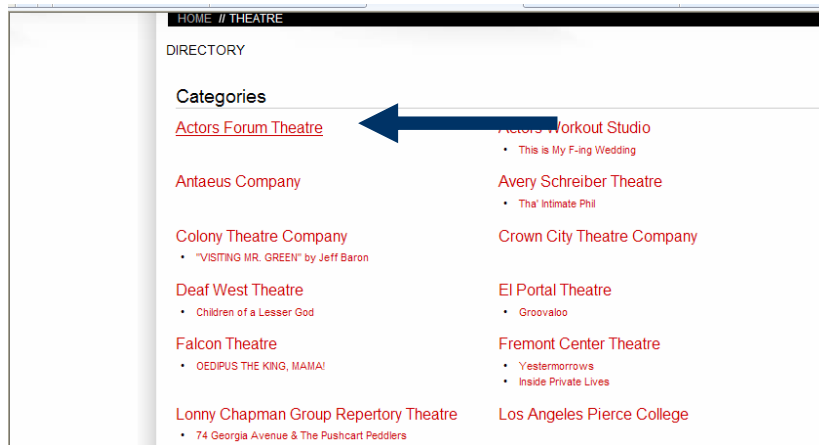 HOME // THEATRE
DIRECTORY
Categories
Actors Forum Theatre
Actors Workout Studio
• This is My F-ing Wedding
Antaeus Company
Avery Schreiber Theatre
• Tha' Intimate Phil
Colony Theatre Company
• "VISITING MR. GREEN" by Jeff Baron
Crown City Theatre Company
Deaf West Theatre
• Children of a Lesser God
El Portal Theatre
• Groovaloo
Falcon Theatre
• OEDIPUS THE KING, MAMA!
Fremont Center Theatre
• Yestermorrows
• Inside Private Lives
Lonny Chapman Group Repertory Theatre
• 74 Georgia Avenue & The Pushcart Peddlers
Los Angeles Pierce College